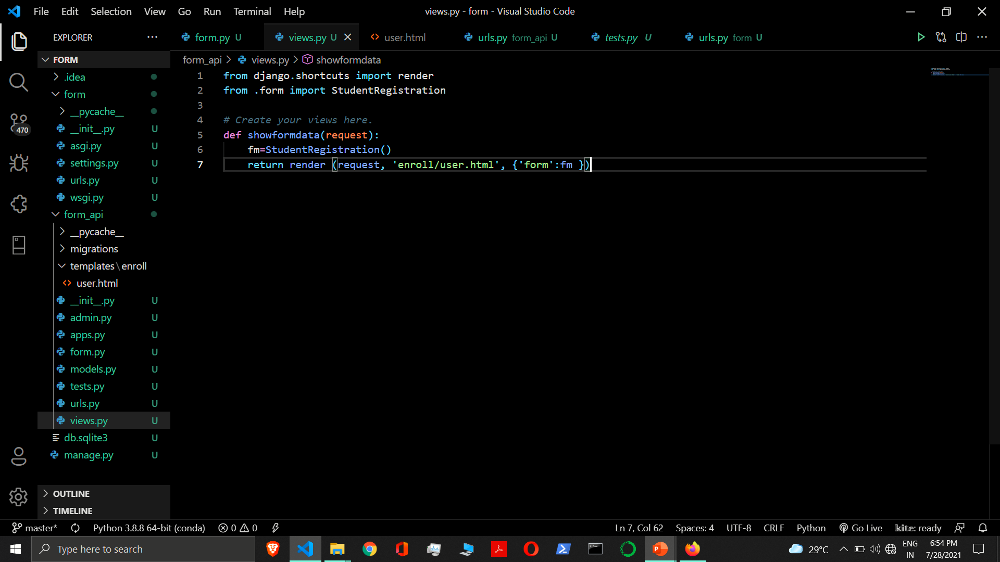 File Edit Selection View Go Run Terminal Help views.py - form - Visual Studio Code
EXPLORER ... form.py U views.py U user.html urls.py form_api U tests.py U urls.py form U ...
FORM
form_api > views.py > showformdata
.idea
form
__pycache__
__init__.py U
asgi.py U
settings.py U
urls.py U
wsgi.py U
form_api
__pycache__
migrations
templates\enroll
user.html
__init__.py U
admin.py U
apps.py U
form.py U
models.py U
tests.py U
urls.py U
views.py U
db.sqlite3 U
manage.py U
OUTLINE
TIMELINE
470
1 from django.shortcuts import render
2 from .form import StudentRegistration
3
4 # Create your views here.
5 def showformdata(request):
6 fm=StudentRegistration()
7 return render (request, 'enroll/user.html', {'form':fm })
master* Python 3.8.8 64-bit (conda) 0 0 Ln 7, Col 62 Spaces: 4 UTF-8 CRLF Python Go Live kite: ready
Type here to search 29°C ENG IN 6:54 PM 7/28/2021